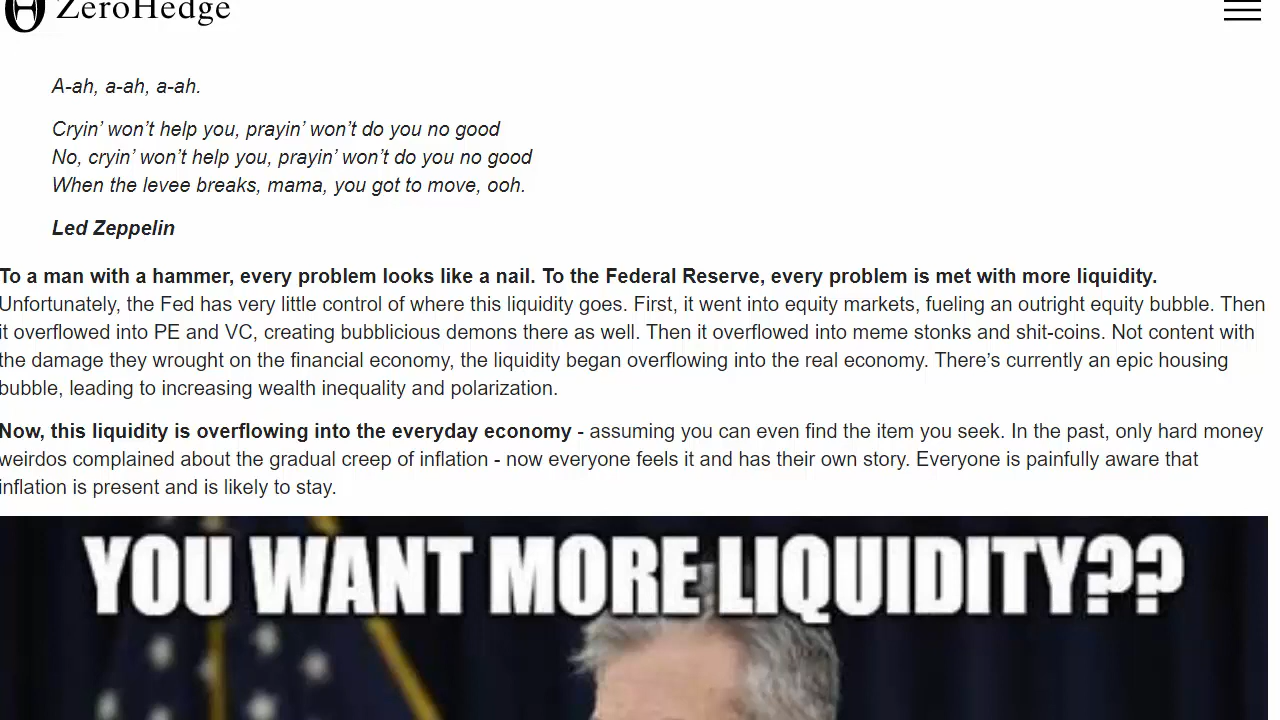 ZeroHedge
A-ah, a-ah, a-ah.
Cryin’ won’t help you, prayin’ won’t do you no good
No, cryin’ won’t help you, prayin’ won’t do you no good
When the levee breaks, mama, you got to move, ooh.
Led Zeppelin
To a man with a hammer, every problem looks like a nail. To the Federal Reserve, every problem is met with more liquidity.
Unfortunately, the Fed has very little control of where this liquidity goes. First, it went into equity markets, fueling an outright equity bubble. Then
it overflowed into PE and VC, creating bubblicious demons there as well. Then it overflowed into meme stonks and shit-coins. Not content with
the damage they wrought on the financial economy, the liquidity began overflowing into the real economy. There’s currently an epic housing
bubble, leading to increasing wealth inequality and polarization.
Now, this liquidity is overflowing into the everyday economy - assuming you can even find the item you seek. In the past, only hard money
weirdos complained about the gradual creep of inflation - now everyone feels it and has their own story. Everyone is painfully aware that
inflation is present and is likely to stay.
YOU WANT MORE LIQUIDITY??